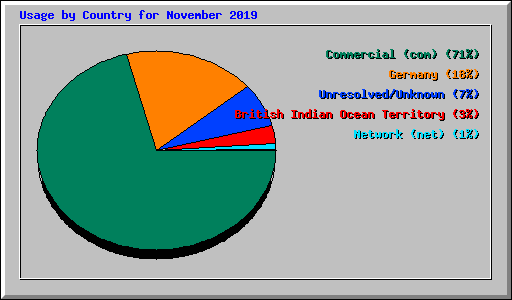 Usage by Country for November 2019
Commercial (com) (71%)
Germany (18%)
Unresolved/Unknown (7%)
British Indian Ocean Territory (3%)
Network (net) (1%)